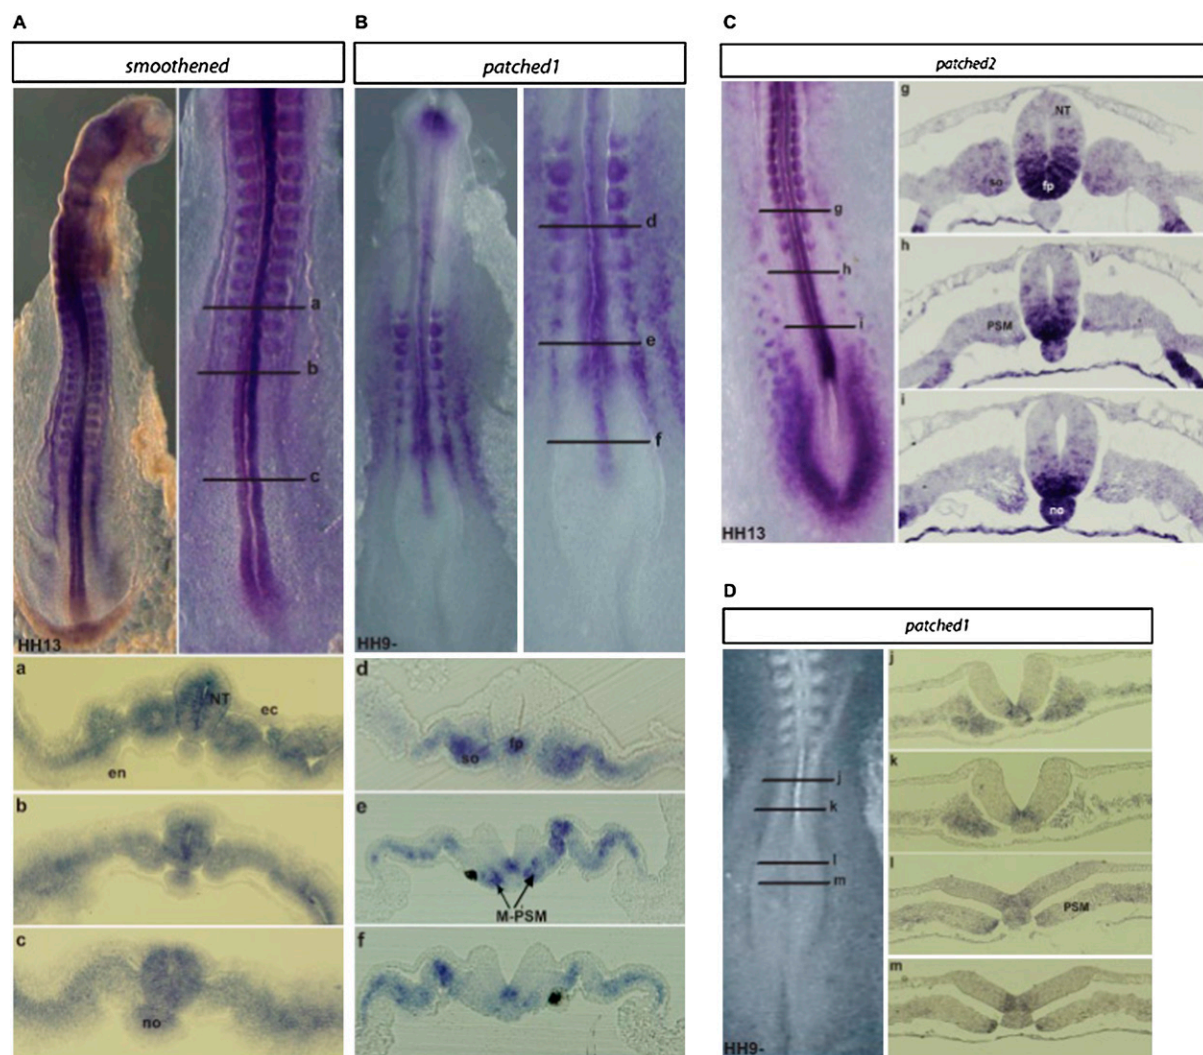 A
smoothened
a
b
c
HH13
a
NT
ec
en
b
c
no
B
patched1
d
e
f
HH9-
d
fp
so
e
M-PSM
f
C
patched2
g
h
i
HH13
g
NT
so
fp
h
PSM
i
no
D
patched1
j
k
l
m
HH9-
j
k
l
PSM
m